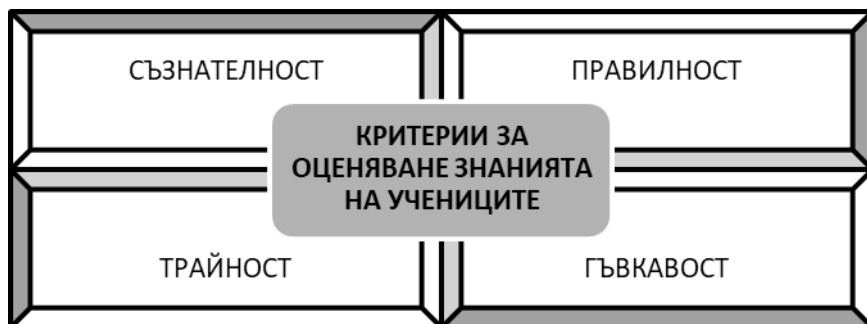 СЪЗНАТЕЛНОСТ
ПРАВИЛНОСТ
КРИТЕРИИ ЗА
ОЦЕНЯВАНЕ ЗНАНИЯТА
НА УЧЕНИЦИТЕ
ТРАЙНОСТ
ГЪВКАВОСТ